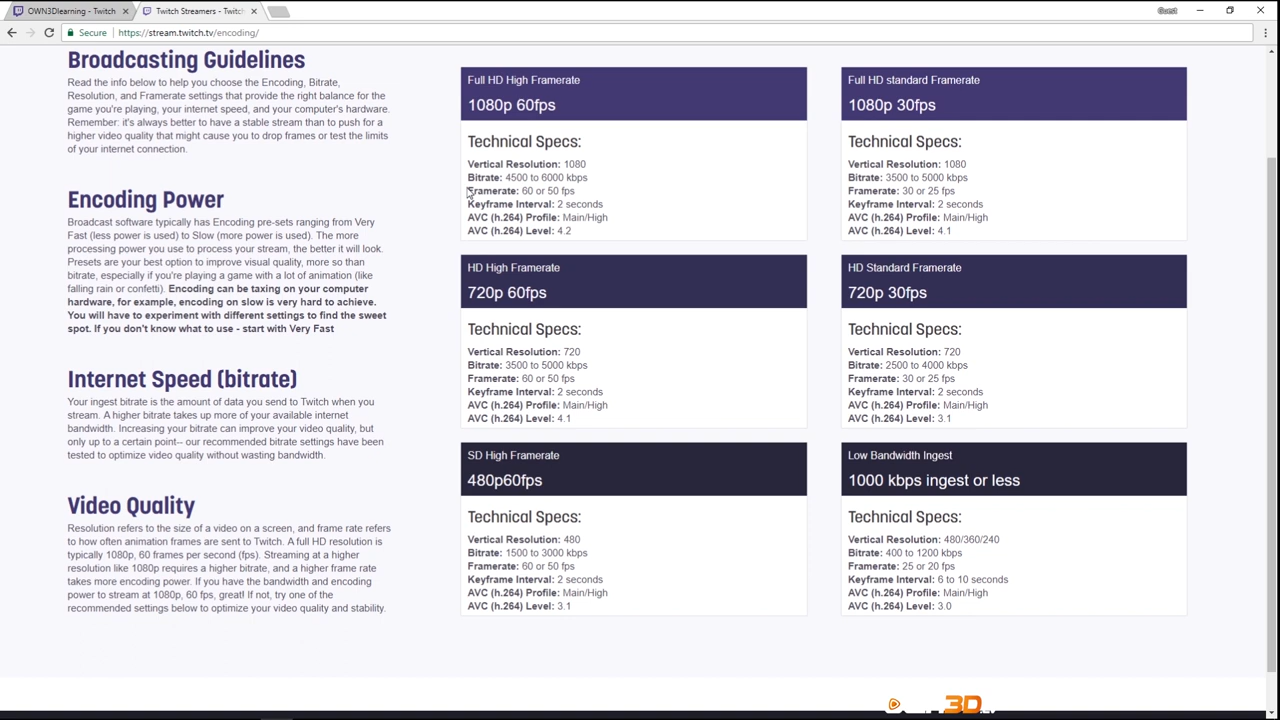 OWN3Dlearning - Twitch
Twitch Streamers - Twitch
Guest
Secure
https://stream.twitch.tv/encoding/
Broadcasting Guidelines
Read the info below to help you choose the Encoding, Bitrate,
Resolution, and Framerate settings that provide the right balance for the
game you're playing, your internet speed, and your computer's hardware.
Remember: it's always better to have a stable stream than to push for a
higher video quality that might cause you to drop frames or test the limits
of your internet connection.
Encoding Power
Broadcast software typically has Encoding pre-sets ranging from Very
Fast (less power is used) to Slow (more power is used). The more
processing power you use to process your stream, the better it will look.
Presets are your best option to improve visual quality, more so than
bitrate, especially if you're playing a game with a lot of animation (like
falling rain or confetti). Encoding can be taxing on your computer
hardware, for example, encoding on slow is very hard to achieve.
You will have to experiment with different settings to find the sweet
spot. If you don't know what to use - start with Very Fast
Internet Speed (bitrate)
Your ingest bitrate is the amount of data you send to Twitch when you
stream. A higher bitrate takes up more of your available internet
bandwidth. Increasing your bitrate can improve your video quality, but
only up to a certain point-- our recommended bitrate settings have been
tested to optimize video quality without wasting bandwidth.
Video Quality
Resolution refers to the size of a video on a screen, and frame rate refers
to how often animation frames are sent to Twitch. A full HD resolution is
typically 1080p, 60 frames per second (fps). Streaming at a higher
resolution like 1080p requires a higher bitrate, and a higher frame rate
takes more encoding power. If you have the bandwidth and encoding
power to stream at 1080p, 60 fps, great! If not, try one of the
recommended settings below to optimize your video quality and stability.
Full HD High Framerate
1080p 60fps
Technical Specs:
Vertical Resolution: 1080
Bitrate: 4500 to 6000 kbps
Framerate: 60 or 50 fps
Keyframe Interval: 2 seconds
AVC (h.264) Profile: Main/High
AVC (h.264) Level: 4.2
Full HD standard Framerate
1080p 30fps
Technical Specs:
Vertical Resolution: 1080
Bitrate: 3500 to 5000 kbps
Framerate: 30 or 25 fps
Keyframe Interval: 2 seconds
AVC (h.264) Profile: Main/High
AVC (h.264) Level: 4.1
HD High Framerate
720p 60fps
Technical Specs:
Vertical Resolution: 720
Bitrate: 3500 to 5000 kbps
Framerate: 60 or 50 fps
Keyframe Interval: 2 seconds
AVC (h.264) Profile: Main/High
AVC (h.264) Level: 4.1
HD Standard Framerate
720p 30fps
Technical Specs:
Vertical Resolution: 720
Bitrate: 2500 to 4000 kbps
Framerate: 30 or 25 fps
Keyframe Interval: 2 seconds
AVC (h.264) Profile: Main/High
AVC (h.264) Level: 3.1
SD High Framerate
480p60fps
Technical Specs:
Vertical Resolution: 480
Bitrate: 1500 to 3000 kbps
Framerate: 60 or 50 fps
Keyframe Interval: 2 seconds
AVC (h.264) Profile: Main/High
AVC (h.264) Level: 3.1
Low Bandwidth Ingest
1000 kbps ingest or less
Technical Specs:
Vertical Resolution: 480/360/240
Bitrate: 400 to 1200 kbps
Framerate: 25 or 20 fps
Keyframe Interval: 6 to 10 seconds
AVC (h.264) Profile: Main/High
AVC (h.264) Level: 3.0
3D